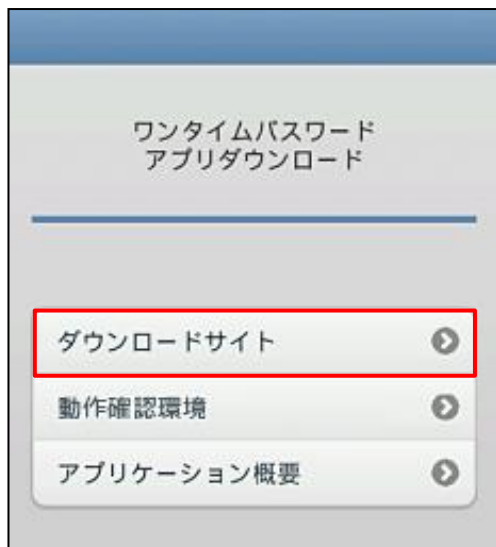 ワンタイムパスワード
アプリダウンロード
ダウンロードサイト
動作確認環境
アプリケーション概要